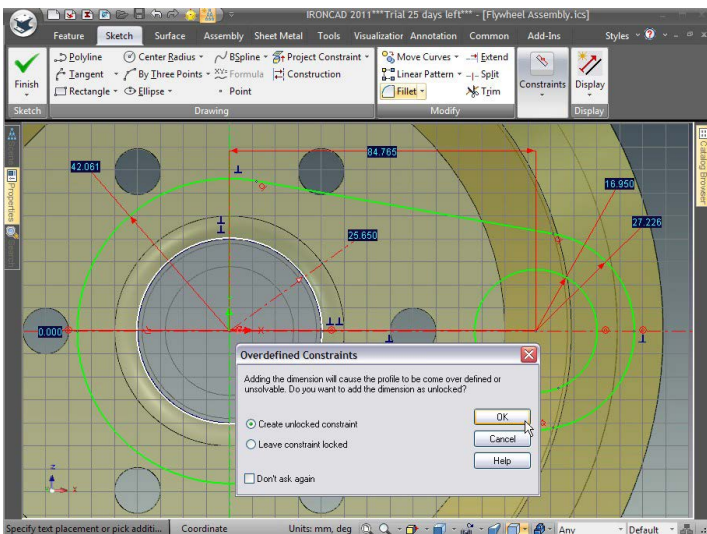 IRONCAD 2011***Trial 25 days left*** - [Flywheel Assembly.ics]
Feature Sketch Surface Assembly Sheet Metal Tools Visualization Annotation Common Add-Ins Styles
Polyline Center Radius BSpline Project Constraint Move Curves Extend
Tangent By Three Points Formula Construction Linear Pattern Split
Finish Constraints Display
Rectangle Ellipse Point Fillet Trim
Sketch Drawing Modify Display
84.765
42.061
16.950
27.226
25.650
0.000
X
Properties
Catalog Browser
Overdefined Constraints
Adding the dimension will cause the profile to be come over defined or
unsolvable. Do you want to add the dimension as unlocked?
Create unlocked constraint
OK
Leave constraint locked
Cancel
Help
Don't ask again
z
x
Specify text placement or pick additi... Coordinate Units: mm, deg Any Default